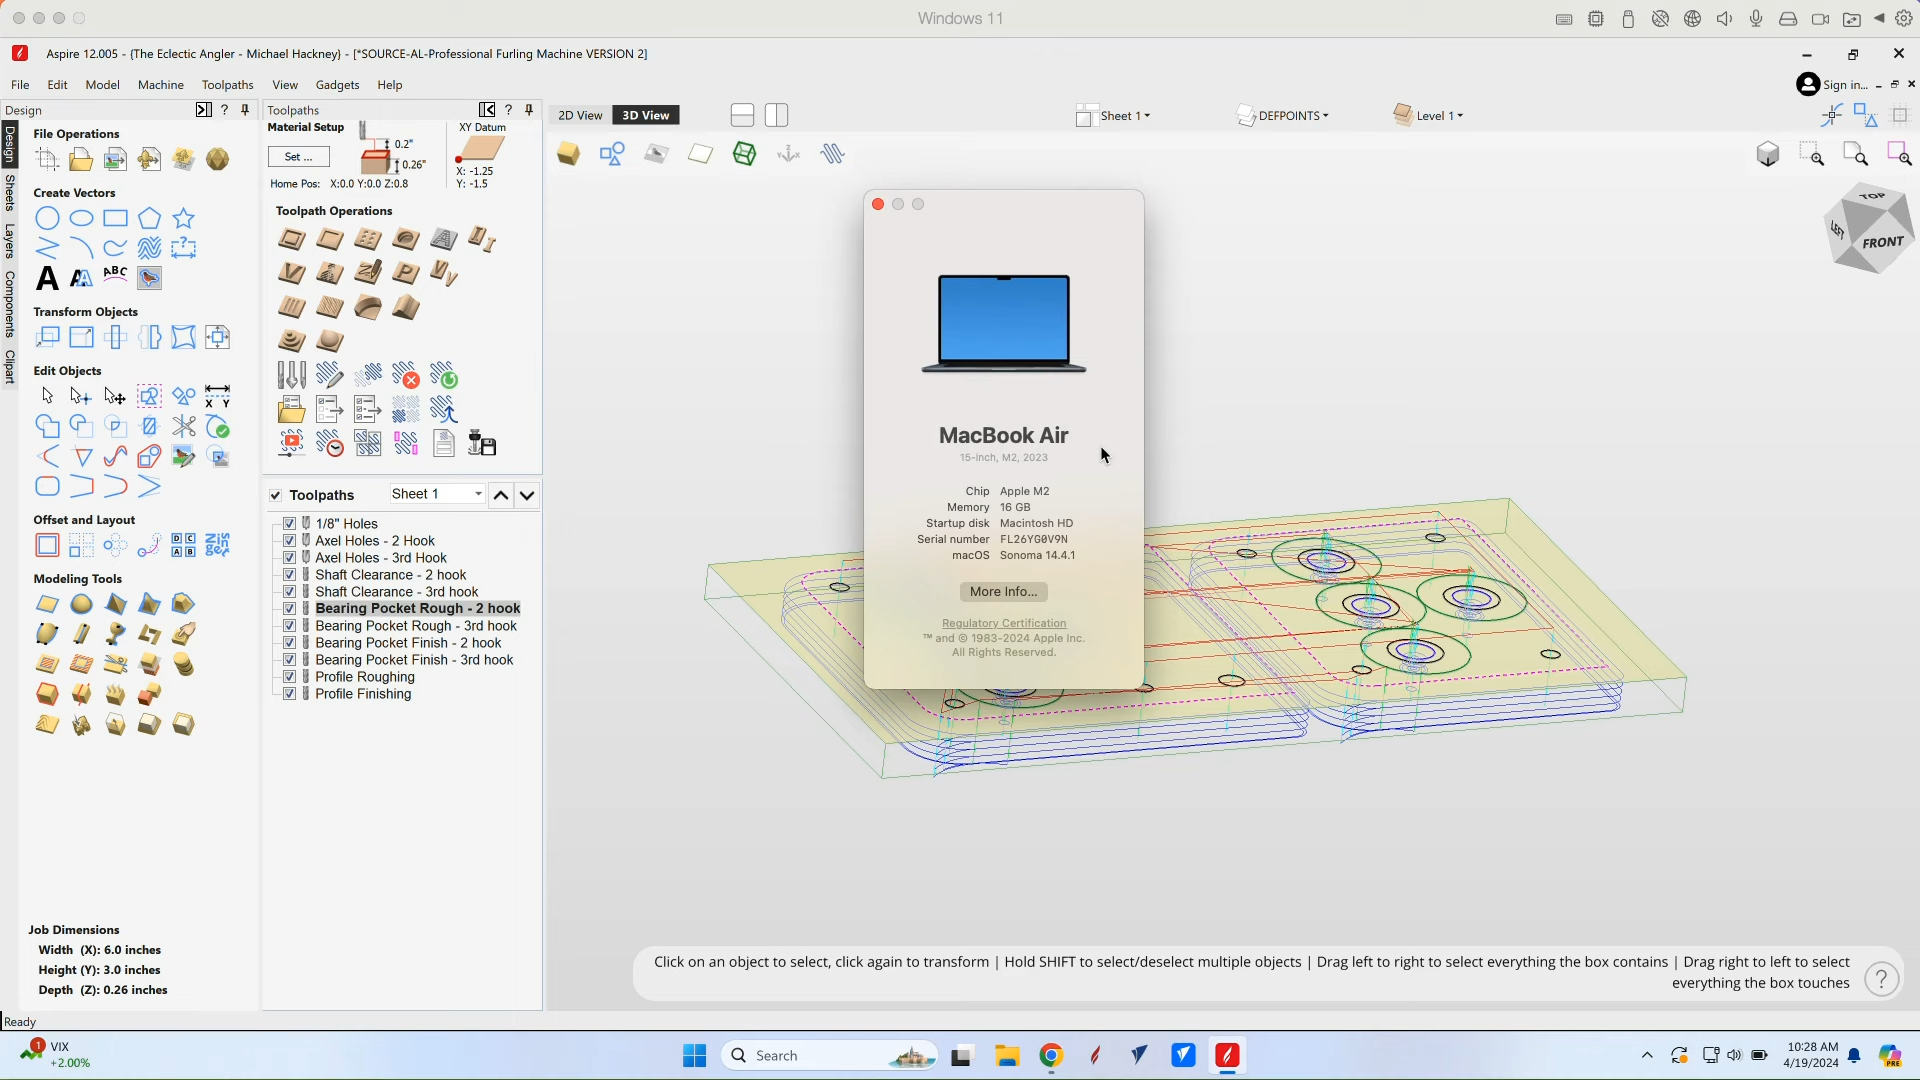 Windows 11
Aspire 12.005 - {The Eclectic Angler - Michael Hackney} - [*SOURCE-AL-Professional Furling Machine VERSION 2]
File Edit Model Machine Toolpaths View Gadgets Help
Sign in...
Design
Toolpaths
2D View 3D View
Sheet 1
DEFPOINTS
Level 1
Design
Sheets
Layers
Components
Clipart
File Operations
Create Vectors
A A ABC
Transform Objects
Edit Objects
X Y
Offset and Layout
Modeling Tools
Job Dimensions
Width (X): 6.0 inches
Height (Y): 3.0 inches
Depth (Z): 0.26 inches
Ready
Material Setup
Set ...
0.2"
0.26"
XY Datum
X: -1.25
Y: -1.5
Home Pos: X:0.0 Y:0.0 Z:0.8
Toolpath Operations
Toolpaths Sheet 1
1/8" Holes
Axel Holes - 2 Hook
Axel Holes - 3rd Hook
Shaft Clearance - 2 hook
Shaft Clearance - 3rd hook
Bearing Pocket Rough - 2 hook
Bearing Pocket Rough - 3rd hook
Bearing Pocket Finish - 2 hook
Bearing Pocket Finish - 3rd hook
Profile Roughing
Profile Finishing
TOP
LEFT
FRONT
MacBook Air
15-inch, M2, 2023
Chip Apple M2
Memory 16 GB
Startup disk Macintosh HD
Serial number FL26YG0V9N
macOS Sonoma 14.4.1
More Info...
Regulatory Certification
™ and © 1983-2024 Apple Inc.
All Rights Reserved.
Click on an object to select, click again to transform | Hold SHIFT to select/deselect multiple objects | Drag left to right to select everything the box contains | Drag right to left to select
everything the box touches
1
VIX
+2.00%
Search
10:28 AM
4/19/2024
PRE